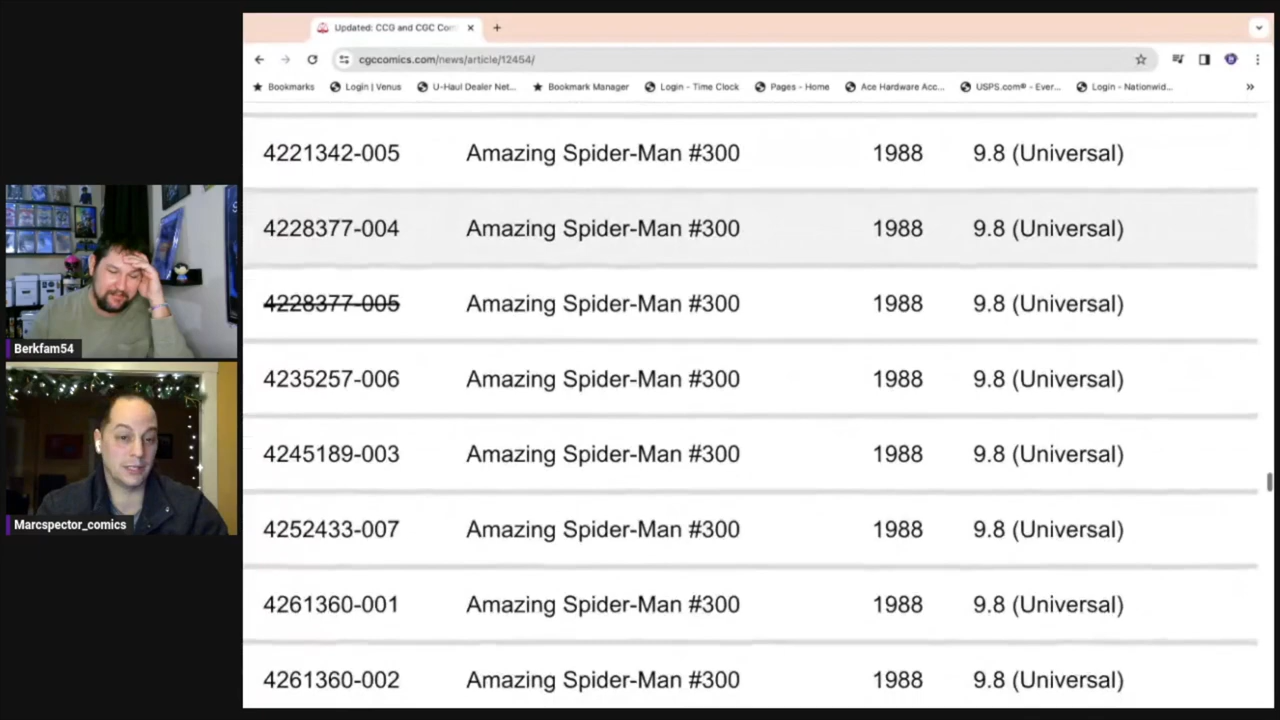 Updated: CCG and CGC Com
cgccomics.com/news/article/12454/
Bookmarks Login | Venus U-Haul Dealer Net... Bookmark Manager Login - Time Clock Pages - Home Ace Hardware Acc... USPS.com® - Ever... Login - Nationwid... »
4221342-005 Amazing Spider-Man #300 1988 9.8 (Universal)
4228377-004 Amazing Spider-Man #300 1988 9.8 (Universal)
4228377-005 Amazing Spider-Man #300 1988 9.8 (Universal)
4235257-006 Amazing Spider-Man #300 1988 9.8 (Universal)
4245189-003 Amazing Spider-Man #300 1988 9.8 (Universal)
4252433-007 Amazing Spider-Man #300 1988 9.8 (Universal)
4261360-001 Amazing Spider-Man #300 1988 9.8 (Universal)
4261360-002 Amazing Spider-Man #300 1988 9.8 (Universal)
Berkfam54
Marcspector_comics